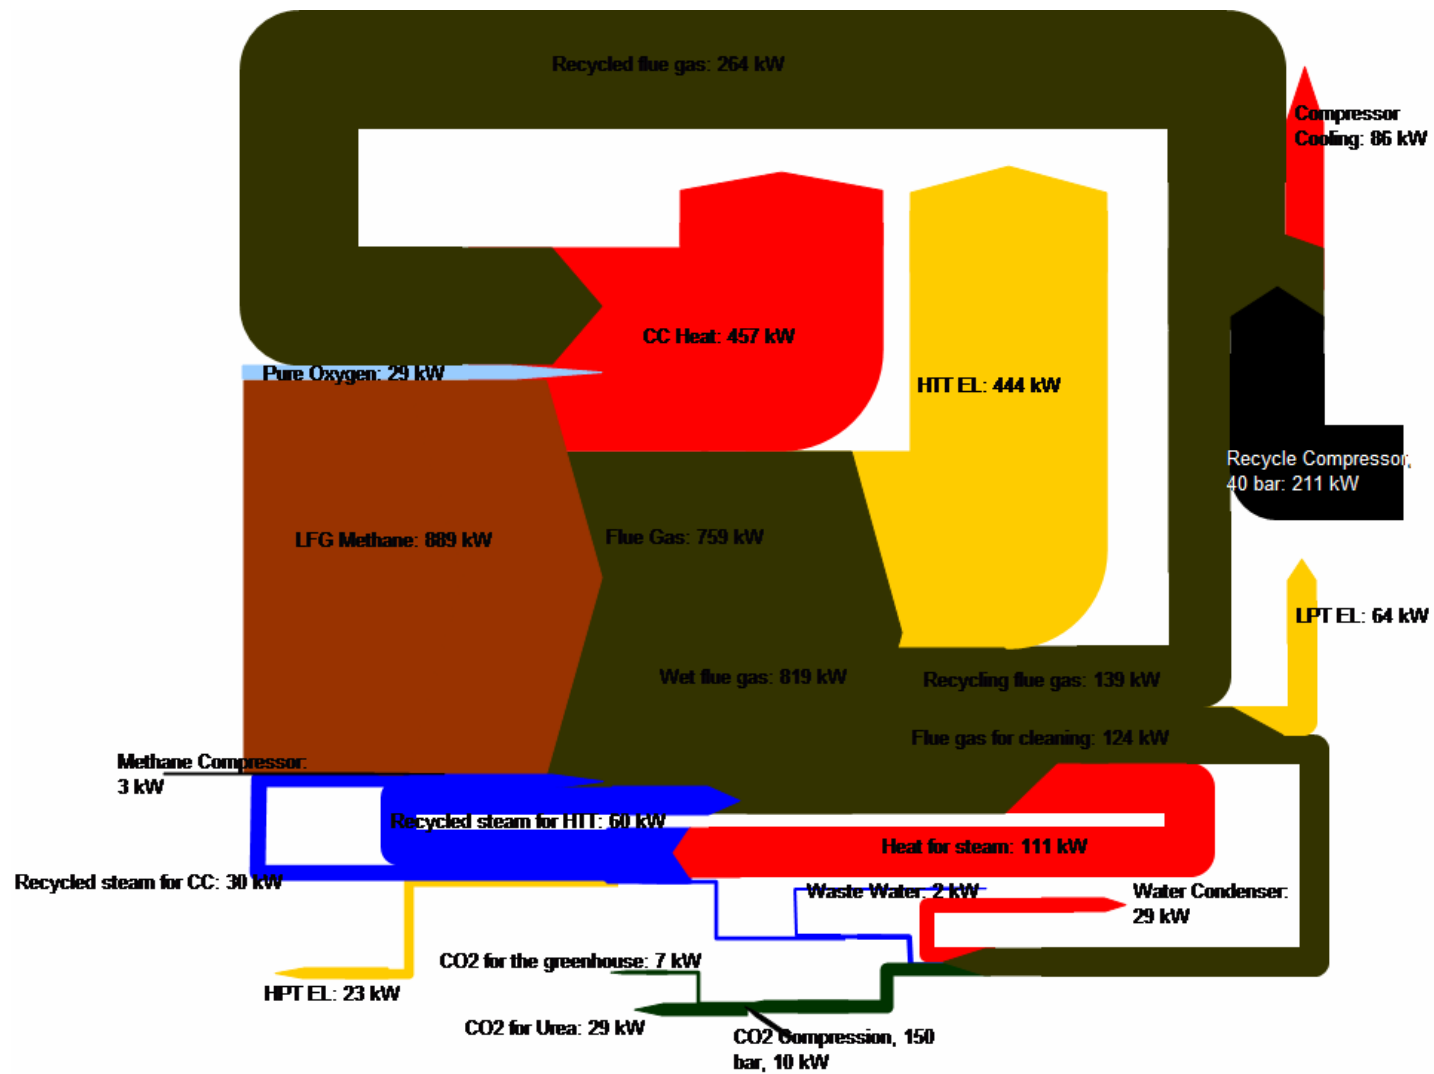 Recycled flue gas: 264 kW
Compressor
Cooling: 86 kW
CC Heat: 457 kW
Pure Oxygen: 29 kW
HTT EL: 444 kW
Recycle Compressor,
40 bar: 211 kW
LFG Methane: 889 kW
Flue Gas: 759 kW
LPT EL: 64 kW
Wet flue gas: 819 kW
Recycling flue gas: 139 kW
Flue gas for cleaning: 124 kW
Methane Compressor:
3 kW
Recycled steam for HTT: 60 kW
Heat for steam: 111 kW
Recycled steam for CC: 30 kW
Waste Water: 2 kW
Water Condenser:
29 kW
CO2 for the greenhouse: 7 kW
HPT EL: 23 kW
CO2 for Urea: 29 kW
CO2 Compression, 150
bar, 10 kW